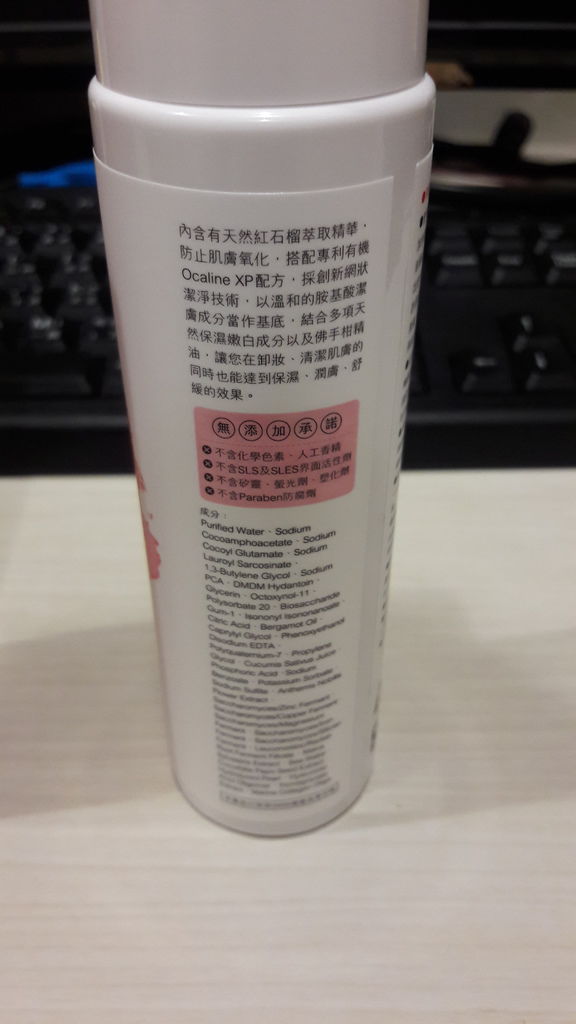 內含有天然紅石榴萃取精華，
防止肌膚氧化，搭配專利有機
Ocaline XP配方，採創新網狀
潔淨技術，以溫和的胺基酸潔
膚成分當作基底，結合多項天
然保濕嫩白成分以及佛手柑精
油，讓您在卸妝、清潔肌膚的
同時也能達到保濕、潤膚、舒
緩的效果。
無添加承諾
不含化學色素、人工香精
不含SLS及SLES界面活性劑
不含矽靈、螢光劑、塑化劑
不含Paraben防腐劑
成分：
Purified Water、Sodium
Cocoamphoacetate、Sodium
Cocoyl Glutamate、Sodium
Lauroyl Sarcosinate、
1,3-Butylene Glycol、Sodium
PCA、DMDM Hydantoin、
Glycerin、Octoxynol-11、
Polysorbate 20、Biosaccharide
Gum-1、Isononyl Isononanoate、
Citric Acid、Bergamot Oil、
Caprylyl Glycol、Phenoxyethanol
Disodium EDTA、
Polyquaternium-7、Propylene
Glycol、Cucumis Sativus Juice、
Phosphoric Acid、Sodium
Benzoate、Potassium Sorbate
Sodium Sulfite、Anthemis Nobilis
Flower Extract、
Saccharomyces/Zinc Ferment
Saccharomyces/Copper Ferment
Saccharomyces/Magnesium
Ferment